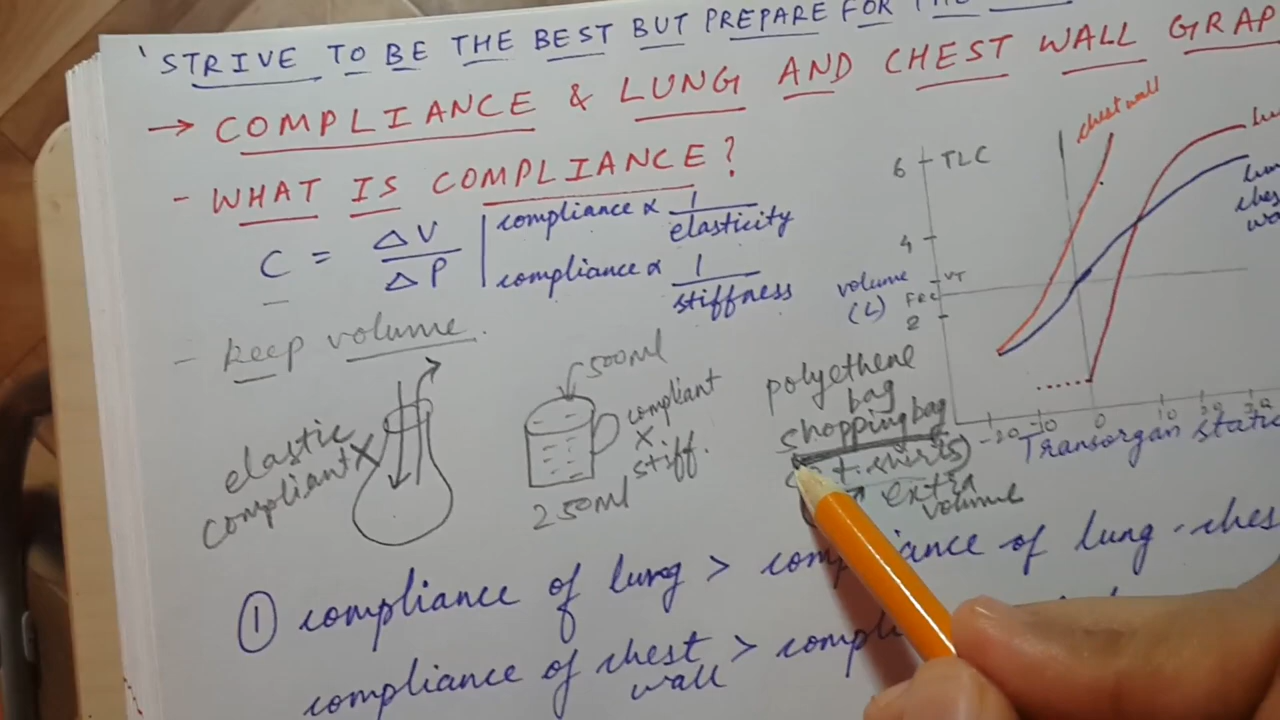 'STRIVE TO BE THE BEST BUT PREPARE FOR THE
→ COMPLIANCE & LUNG AND CHEST WALL GRAP
- WHAT IS COMPLIANCE?
C = ΔV / ΔP
compliance ∝ 1 / elasticity
compliance ∝ 1 / stiffness
- keep volume.
elastic
compliant X
500ml
compliant
X
stiff.
250ml
polyethene
bag
shopping bag
t.shirts)
extra
volume
chest wall
6 TLC
4
volume
(L)
VT
FRC
2
-20 -10 0 10 20 30
Transorgan static
① compliance of lung > compliance of lung - ches
compliance of chest wall >